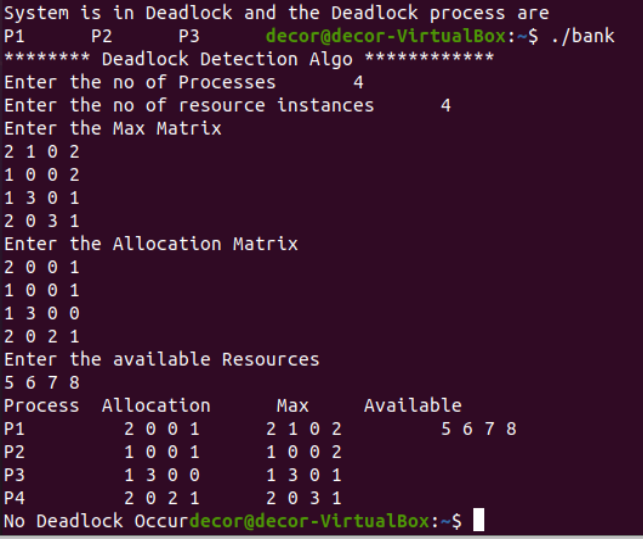 System is in Deadlock and the Deadlock process are
P1 P2 P3 decor@decor-VirtualBox:~$ ./bank
******** Deadlock Detection Algo ************
Enter the no of Processes 4
Enter the no of resource instances 4
Enter the Max Matrix
2 1 0 2
1 0 0 2
1 3 0 1
2 0 3 1
Enter the Allocation Matrix
2 0 0 1
1 0 0 1
1 3 0 0
2 0 2 1
Enter the available Resources
5 6 7 8
Process Allocation Max Available
P1 2 0 0 1 2 1 0 2 5 6 7 8
P2 1 0 0 1 1 0 0 2
P3 1 3 0 0 1 3 0 1
P4 2 0 2 1 2 0 3 1
No Deadlock Occurdecor@decor-VirtualBox:~$